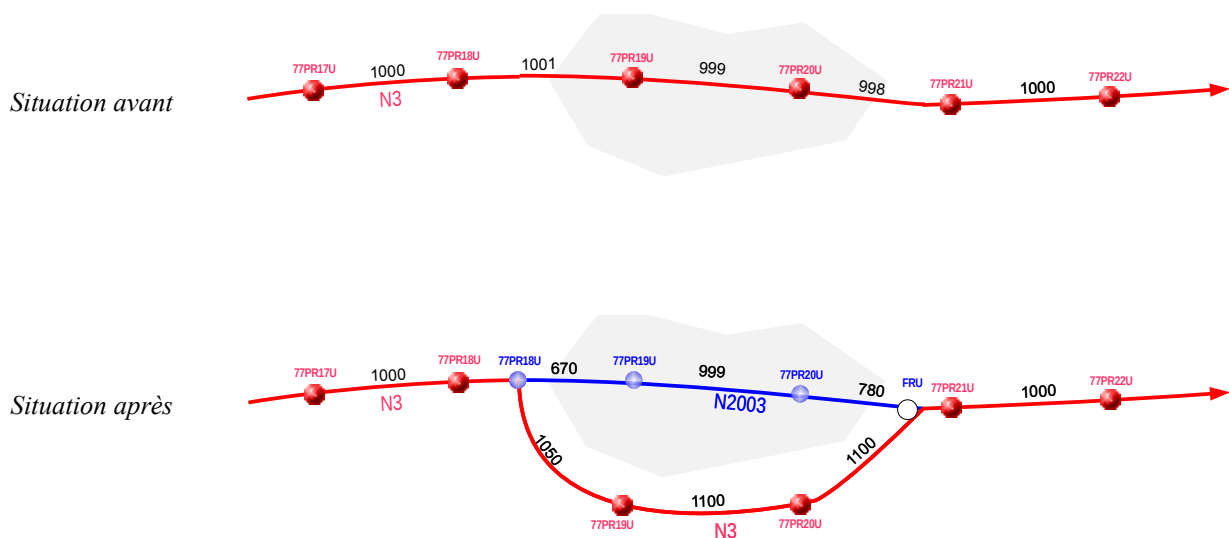 77PR17U 1000 77PR18U 1001 77PR19U 999 77PR20U 998 77PR21U 1000 77PR22U
Situation avant
N3
77PR17U 1000 77PR18U 77PR18U 670 77PR19U 999 77PR20U 780 FRU 77PR21U 1000 77PR22U
Situation après
N3 N2003
1050 1100
1100
77PR19U N3 77PR20U